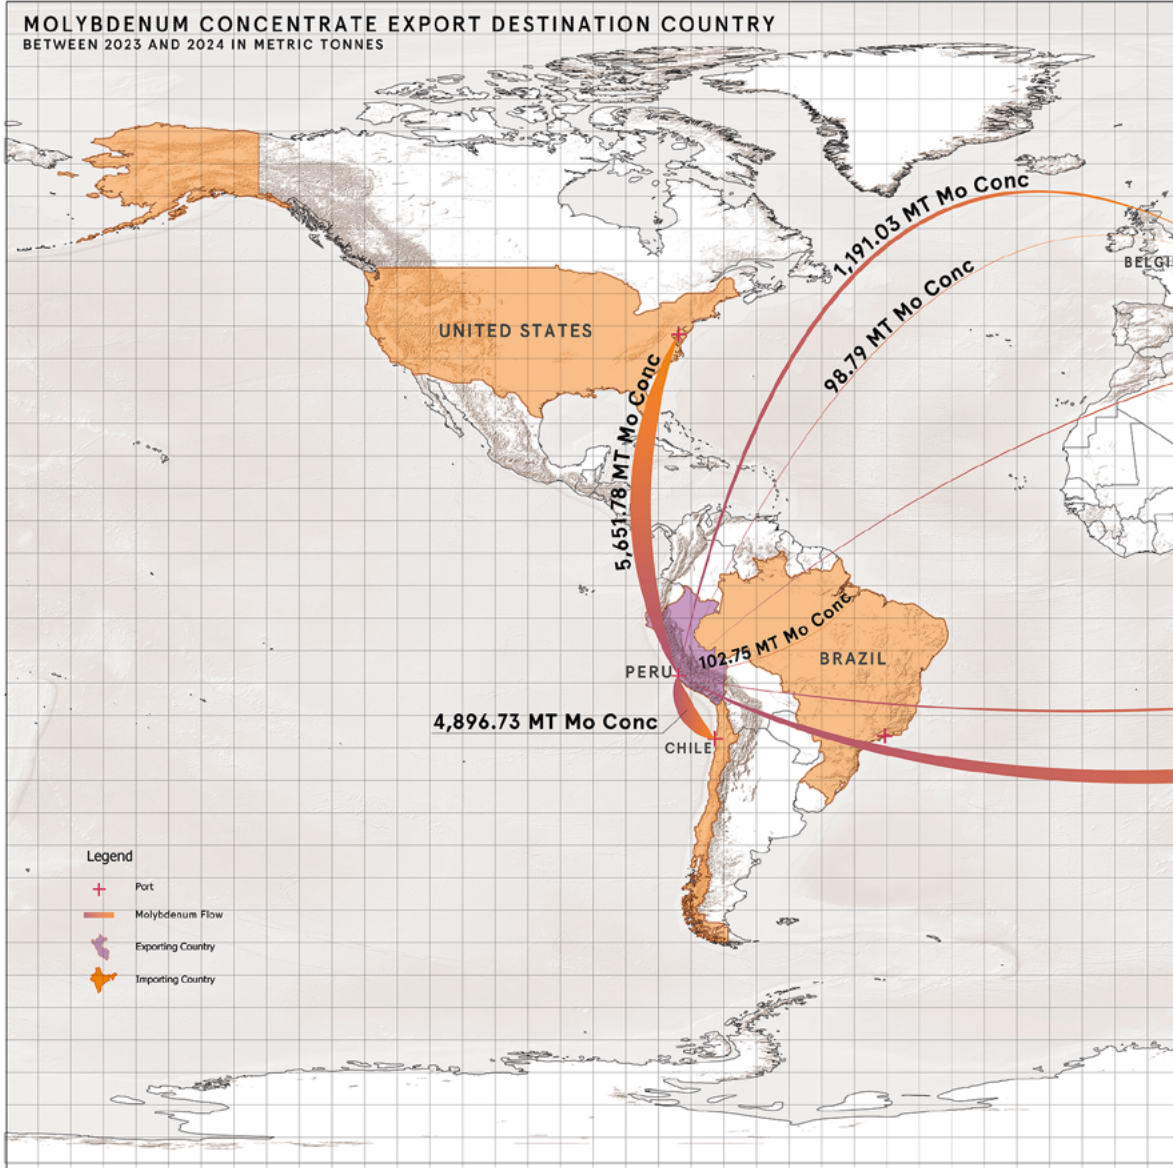 MOLYBDENUM CONCENTRATE EXPORT DESTINATION COUNTRY
BETWEEN 2023 AND 2024 IN METRIC TONNES
1,191.03 MT Mo Conc
BELGI
98.79 MT Mo Conc
UNITED STATES
5,651.78 MT Mo Conc
102.75 MT Mo Conc
BRAZIL
PERU
4,896.73 MT Mo Conc
CHILE
Legend
Port
Molybdenum Flow
Exporting Country
Importing Country